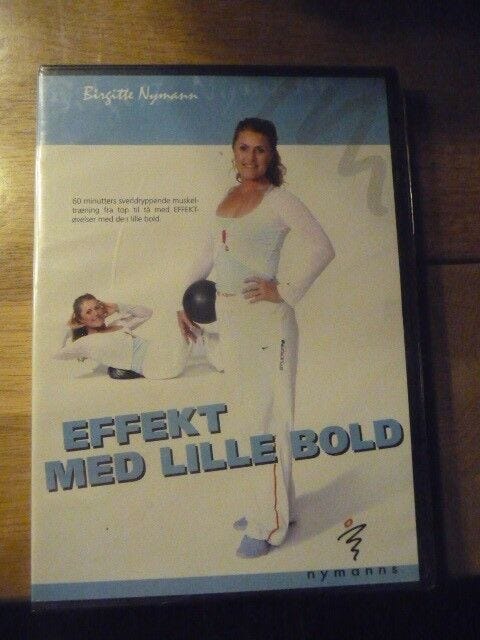 Birgitte Nymann
60 minutters sveddryppende muskel-
træning fra top til tå med EFFEKT-
øvelser med den lille bold.
EFFEKT
MED LILLE BOLD
nymanns